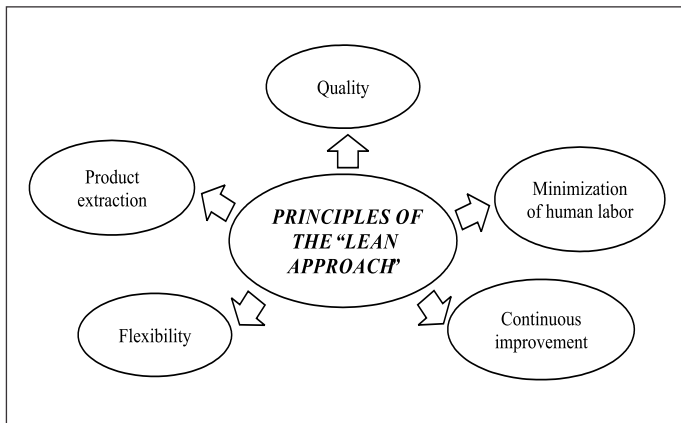 Quality
Product
extraction
Minimization
of human labor
PRINCIPLES OF
THE “LEAN
APPROACH”
Flexibility
Continuous
improvement